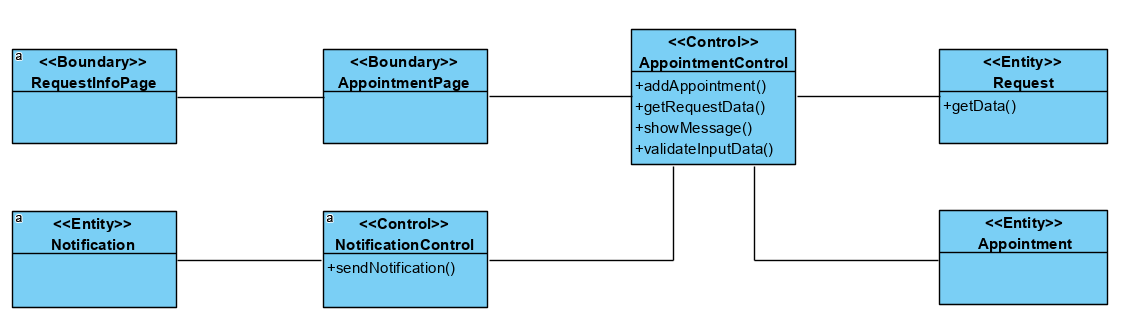 a
<<Boundary>>
RequestInfoPage
<<Boundary>>
AppointmentPage
<<Control>>
AppointmentControl
+addAppointment()
+getRequestData()
+showMessage()
+validateInputData()
<<Entity>>
Request
+getData()
a
<<Entity>>
Notification
a
<<Control>>
NotificationControl
+sendNotification()
<<Entity>>
Appointment